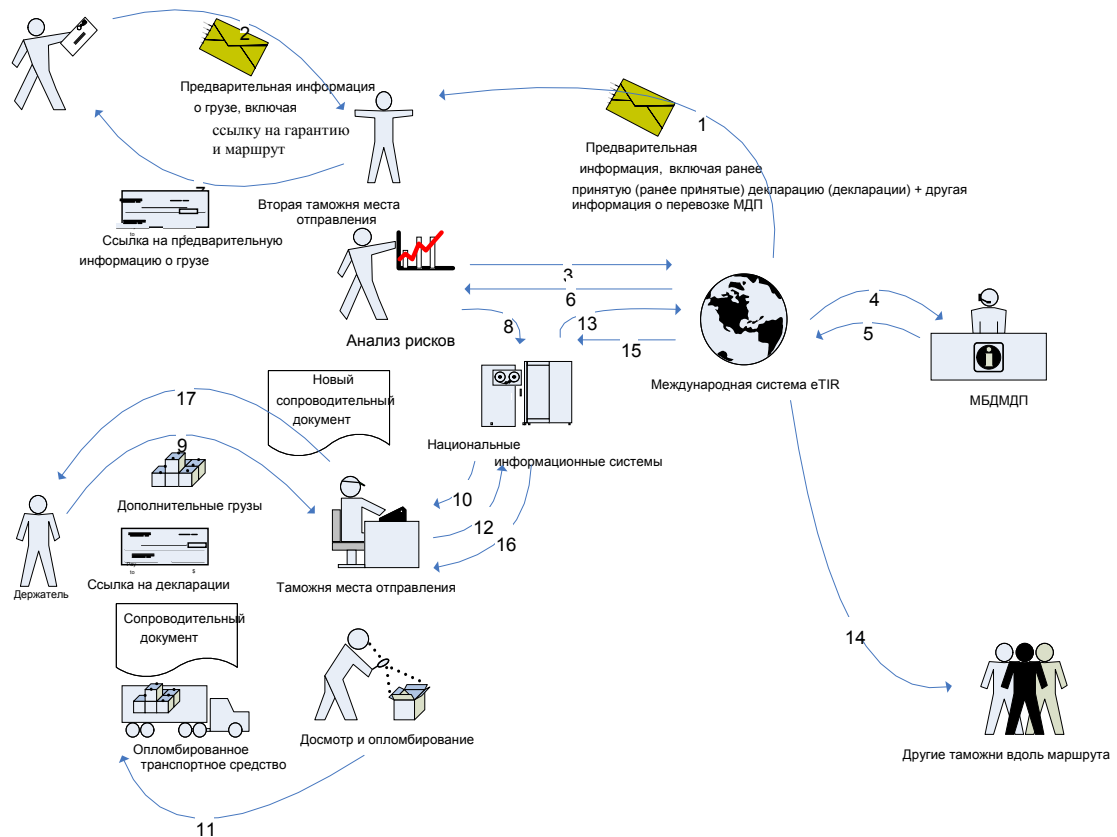 2
Предварительная информация
о грузе, включая
ссылку на гарантию
и маршрут
1
Предварительная
информация, включая ранее
принятую (ранее принятые) декларацию (декларации) + другая
информация о перевозке МДП
Вторая таможня места
отправления
Ссылка на предварительную
информацию о грузе
3
6
4
5
8
13
15
Анализ рисков
Международная система eTIR
МБДМДП
17
Новый
сопроводительный
документ
Национальные
информационные системы
9
Дополнительные грузы
10
12
16
Держатель
Pay
to
$
Ссылка на декларации
Таможня места отправления
Сопроводительный
документ
14
Опломбированное
транспортное средство
Досмотр и опломбирование
Другие таможни вдоль маршрута
11